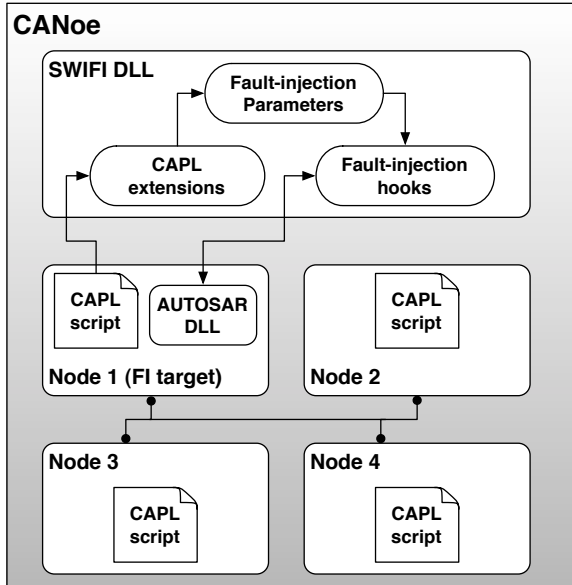 CANoe
SWIFI DLL
Fault-injection
Parameters
CAPL
extensions
Fault-injection
hooks
CAPL
script
AUTOSAR
DLL
Node 1 (FI target)
CAPL
script
Node 2
Node 3
CAPL
script
Node 4
CAPL
script